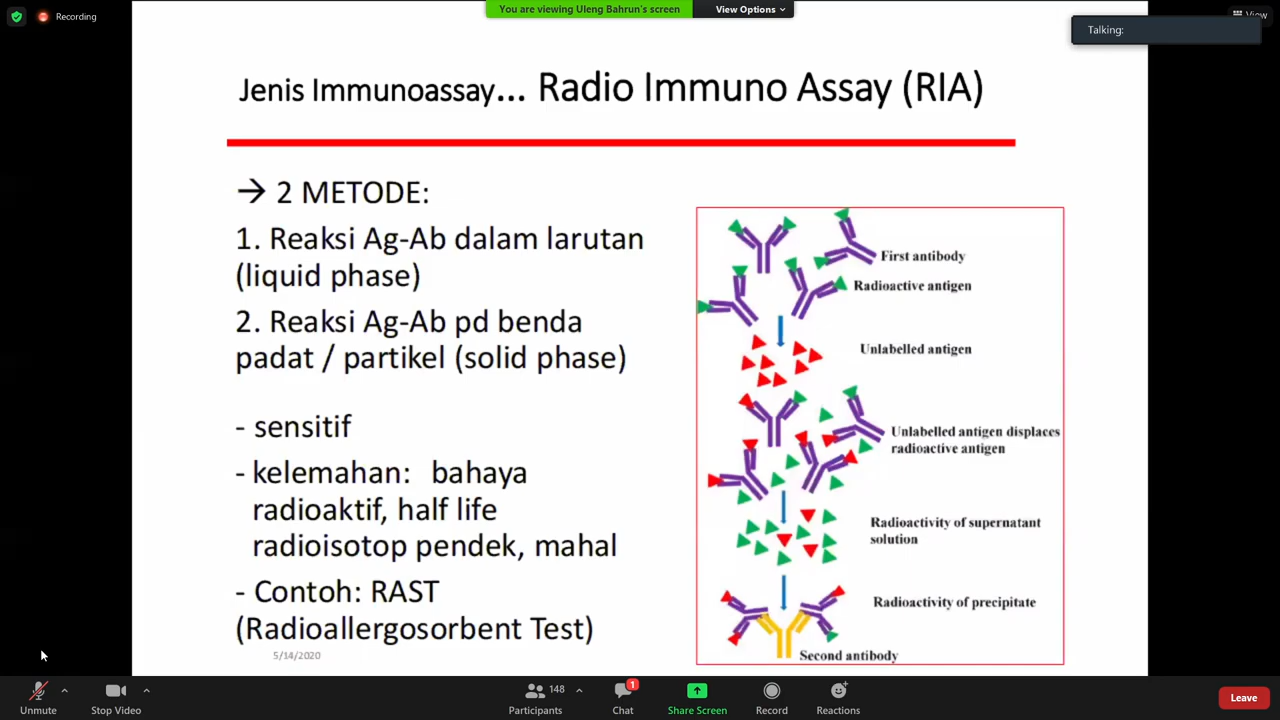 Recording
You are viewing Uleng Bahrun's screen
View Options
View
Talking:
Jenis Immunoassay... Radio Immuno Assay (RIA)
→ 2 METODE:
1. Reaksi Ag-Ab dalam larutan
(liquid phase)
2. Reaksi Ag-Ab pd benda
padat / partikel (solid phase)
- sensitif
- kelemahan: bahaya
radioaktif, half life
radioisotop pendek, mahal
- Contoh: RAST
(Radioallergosorbent Test)
5/14/2020
First antibody
Radioactive antigen
Unlabelled antigen
Unlabelled antigen displaces
radioactive antigen
Radioactivity of supernatant
solution
Radioactivity of precipitate
Second antibody
Unmute
Stop Video
148
Participants
1
Chat
Share Screen
Record
Reactions
Leave